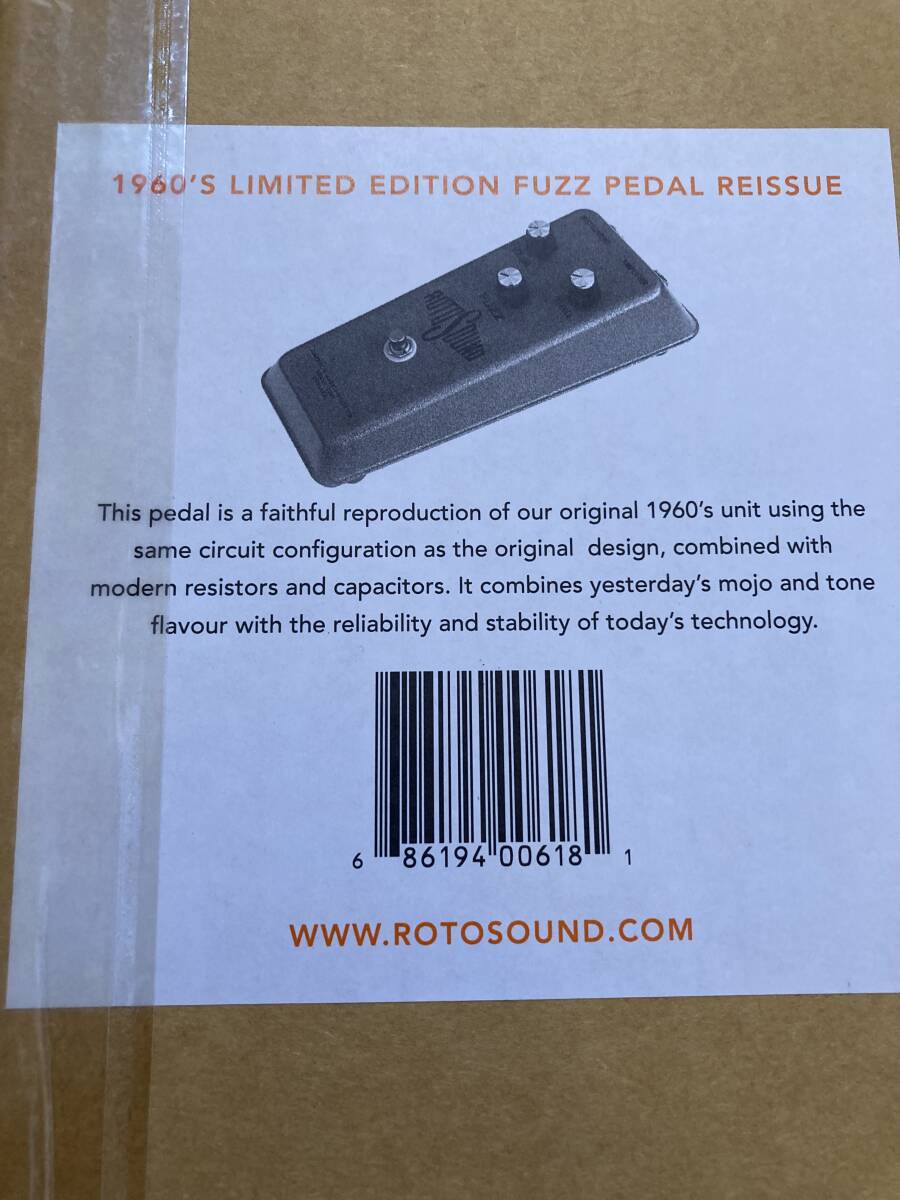 1960'S LIMITED EDITION FUZZ PEDAL REISSUE
ROTOSOUND
FUZZ
This pedal is a faithful reproduction of our original 1960's unit using the
same circuit configuration as the original design, combined with
modern resistors and capacitors. It combines yesterday's mojo and tone
flavour with the reliability and stability of today's technology.
6 86194 00618 1
WWW.ROTOSOUND.COM